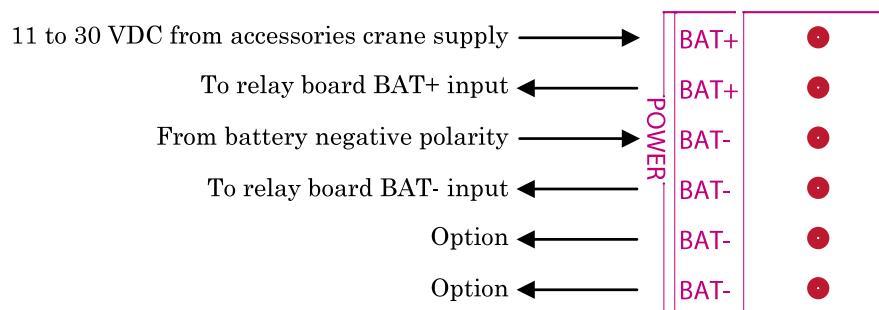 11 to 30 VDC from accessories crane supply BAT+
To relay board BAT+ input BAT+
From battery negative polarity BAT-
To relay board BAT- input BAT-
Option BAT-
Option BAT-
POWER